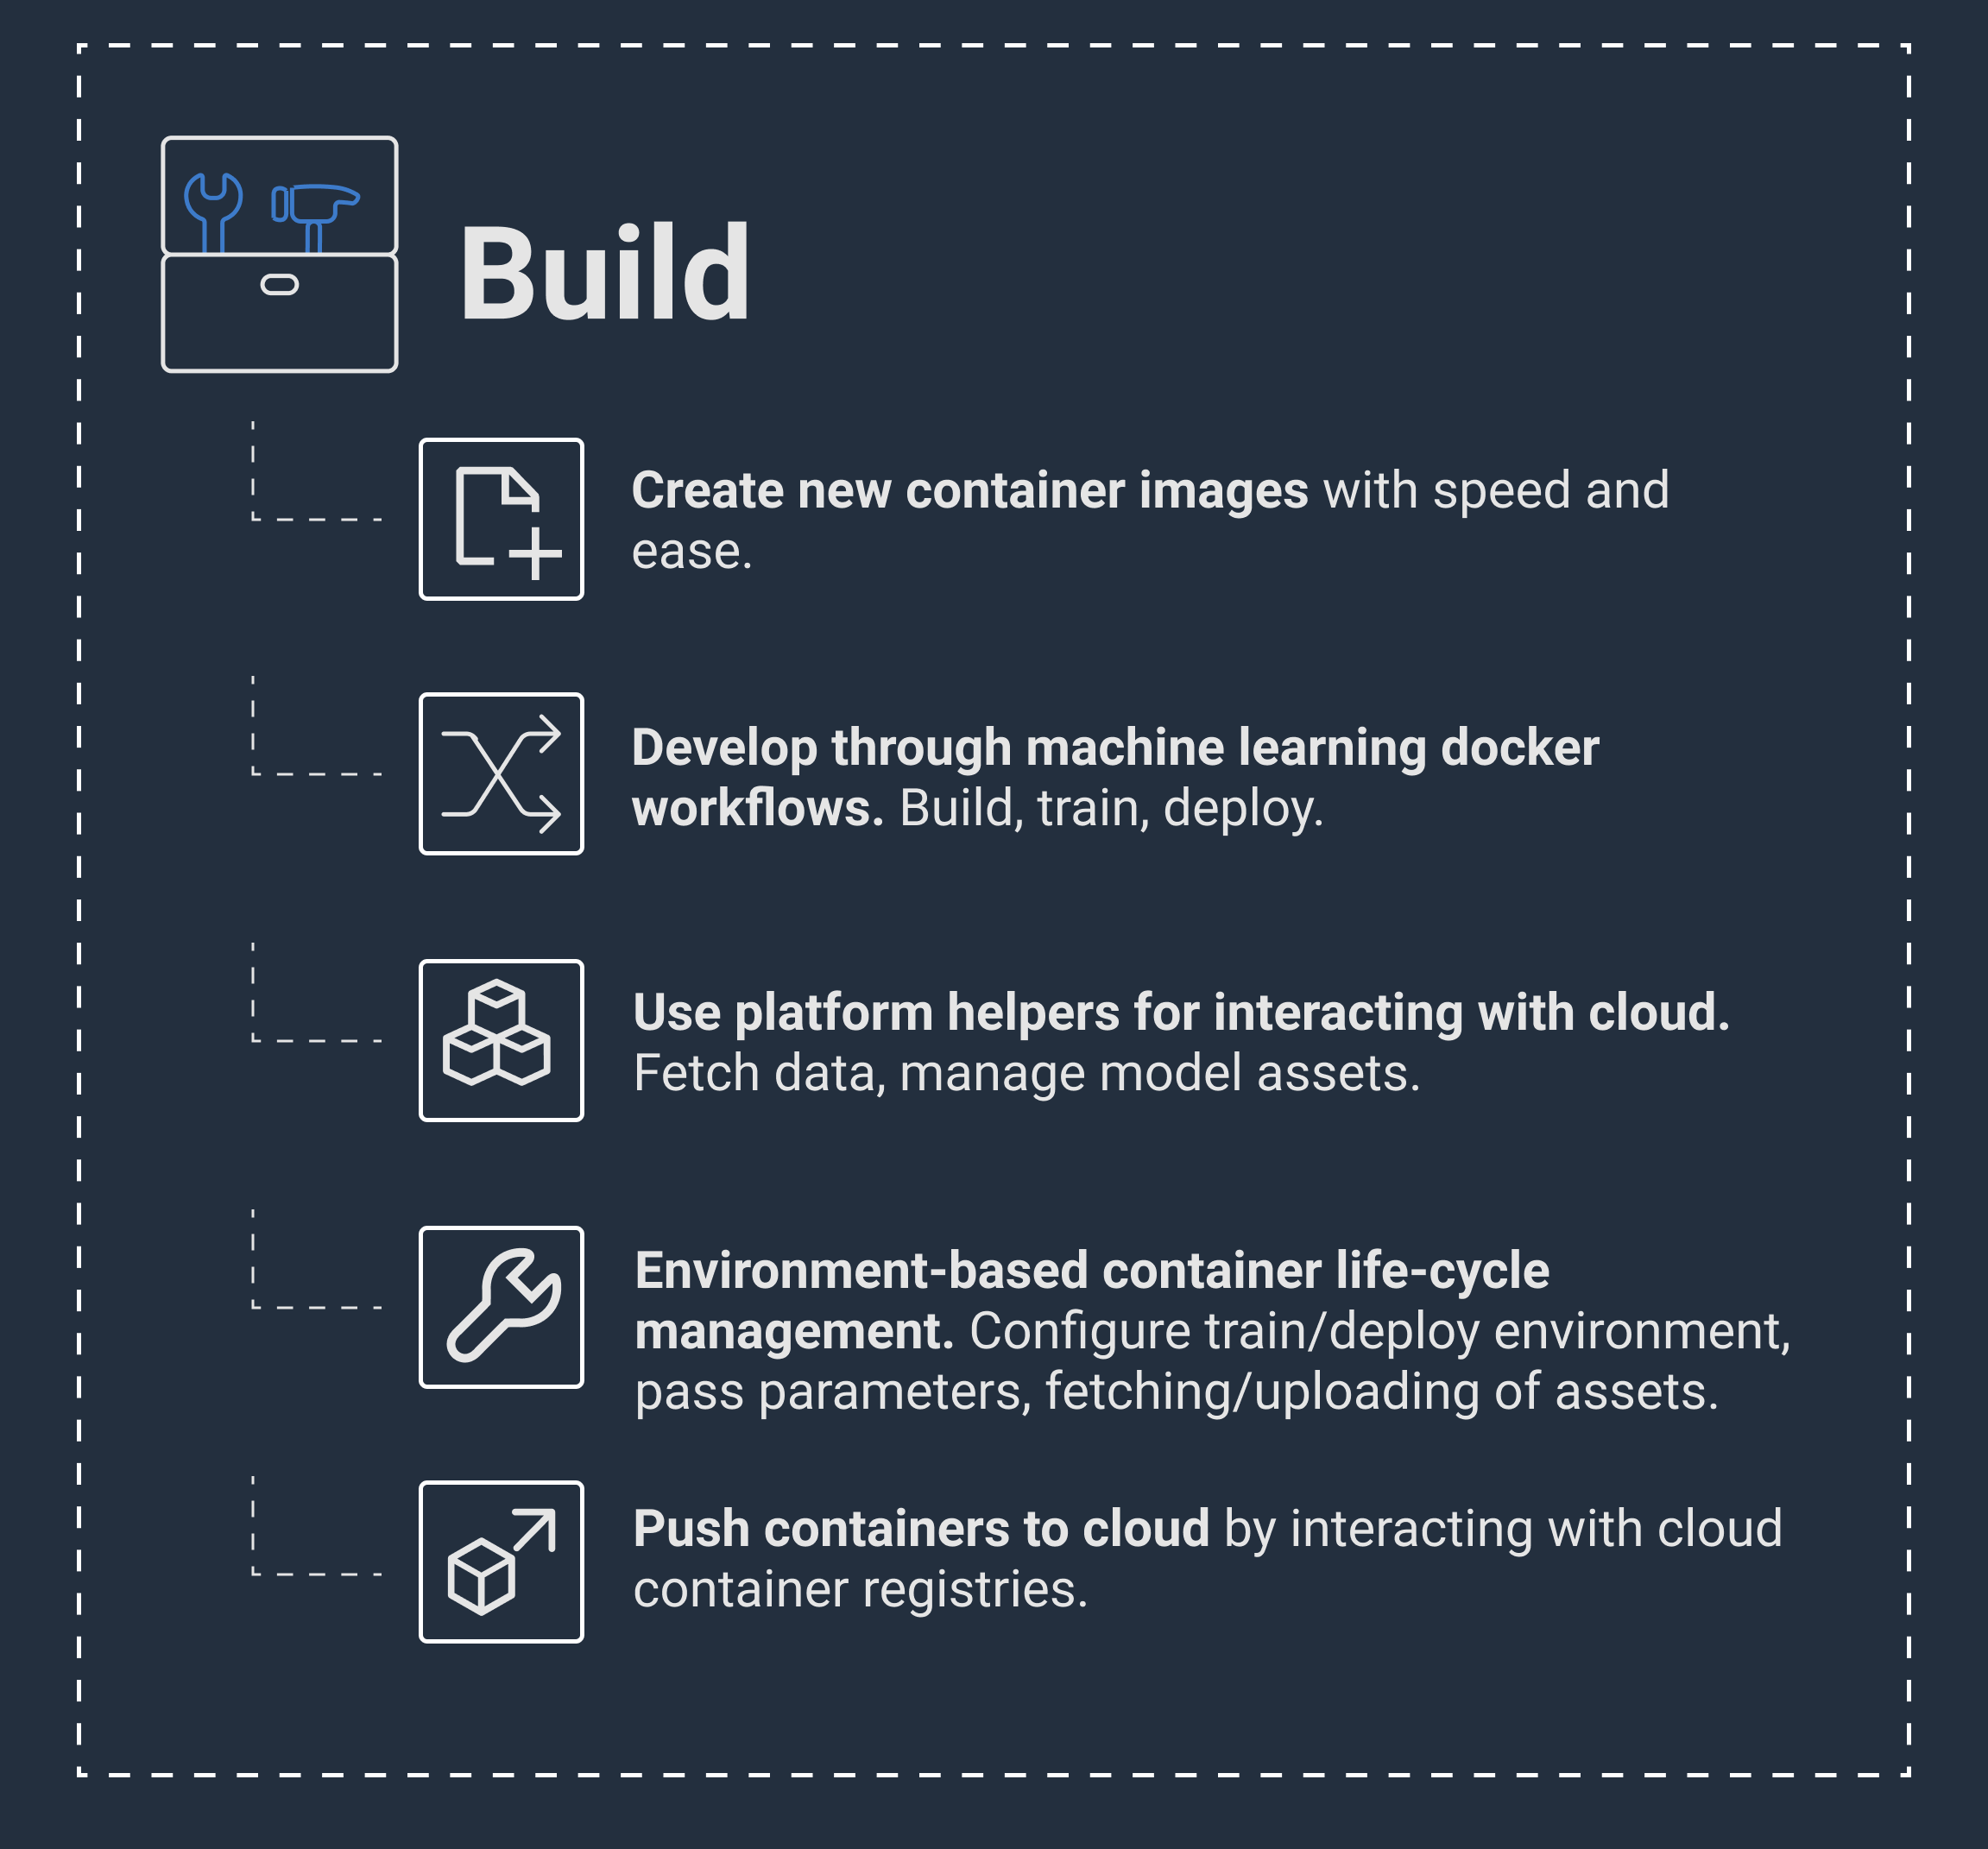 Build
Create new container images with speed and
ease.
Develop through machine learning docker
workflows. Build, train, deploy.
Use platform helpers for interacting with cloud.
Fetch data, manage model assets.
Environment-based container life-cycle
management. Configure train/deploy environment,
pass parameters, fetching/uploading of assets.
Push containers to cloud by interacting with cloud
container registries.